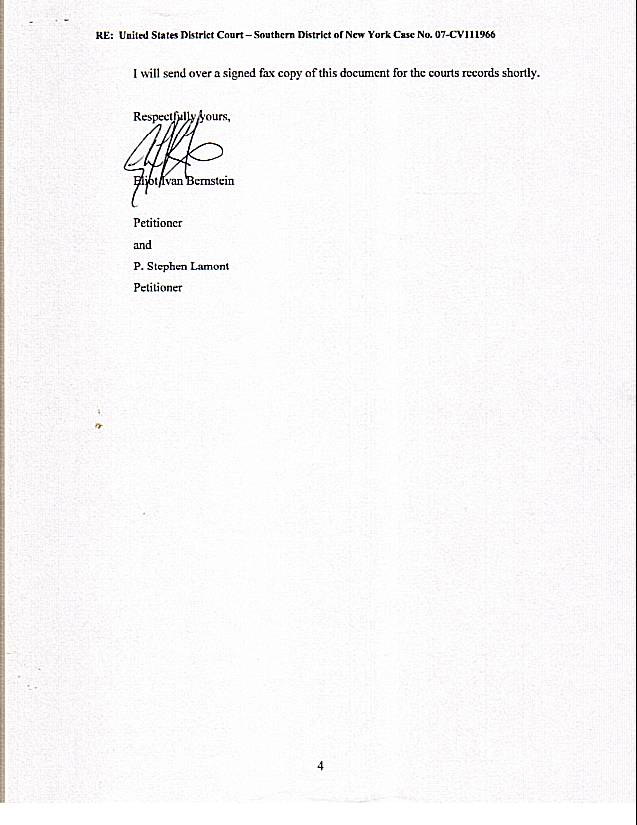 RE: United States District Court – Southern District of New York Case No. 07-CV111966
I will send over a signed fax copy of this document for the courts records shortly.
Respectfully yours,
Eliot Ivan Bernstein
Petitioner
and
P. Stephen Lamont
Petitioner
4